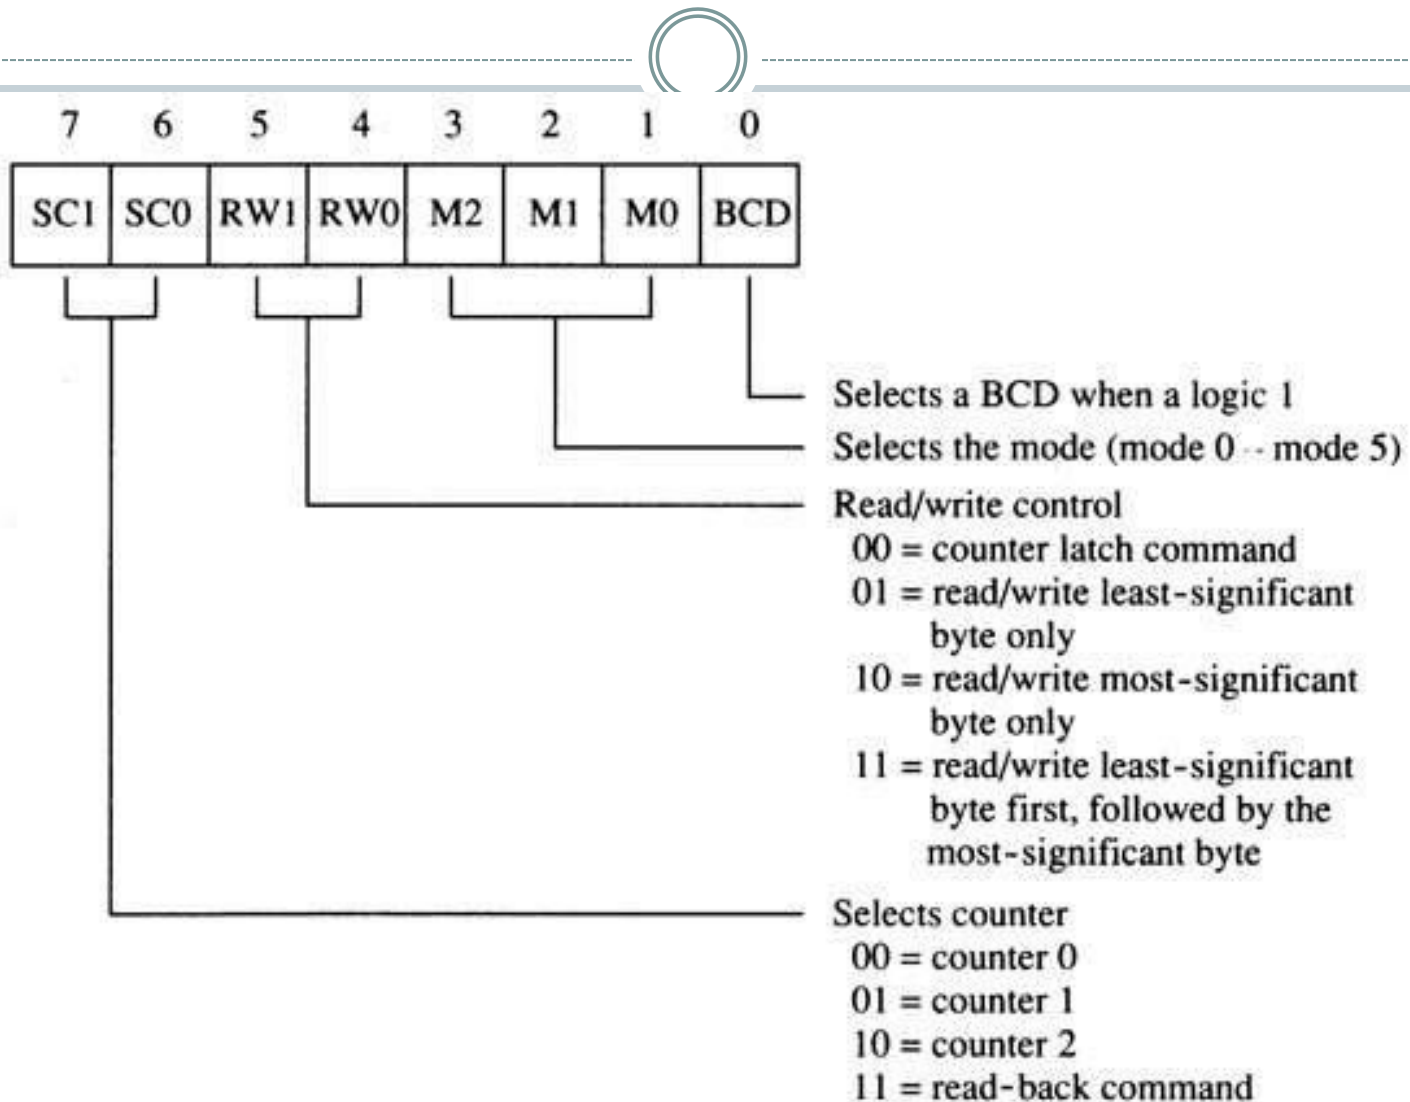 7 6 5 4 3 2 1 0
SC1 SC0 RW1 RW0 M2 M1 M0 BCD
Selects a BCD when a logic 1
Selects the mode (mode 0 - mode 5)
Read/write control
00 = counter latch command
01 = read/write least-significant
byte only
10 = read/write most-significant
byte only
11 = read/write least-significant
byte first, followed by the
most-significant byte
Selects counter
00 = counter 0
01 = counter 1
10 = counter 2
11 = read-back command